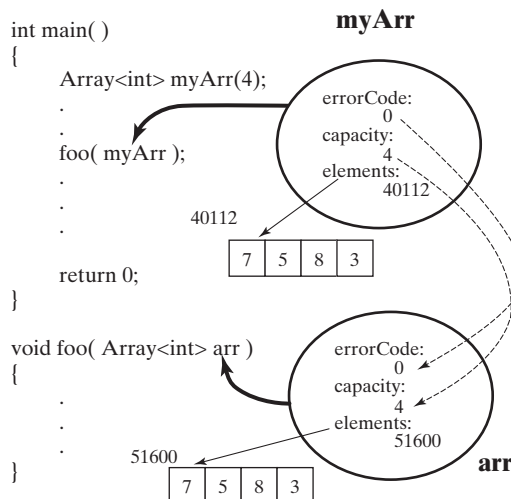 myArr
int main( )
{
Array<int> myArr(4);
.
.
foo( myArr );
.
.
.
return 0;
}
errorCode:
0
capacity:
4
elements:
40112
40112
7 5 8 3
void foo( Array<int> arr )
{
.
.
.
}
errorCode:
0
capacity:
4
elements:
51600
arr
51600
7 5 8 3